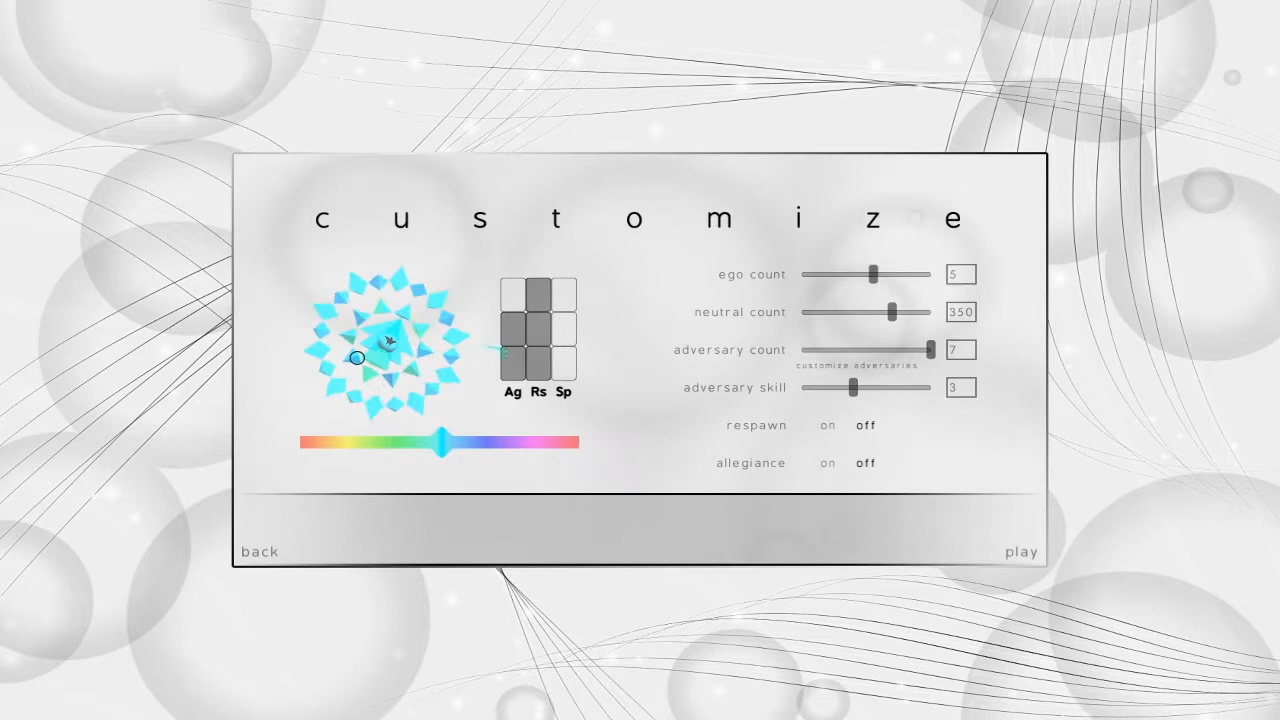 c u s t o m i z e
Ag Rs Sp
ego count 5
neutral count 350
adversary count 7
customize adversaries
adversary skill 3
respawn on off
allegiance on off
back
play